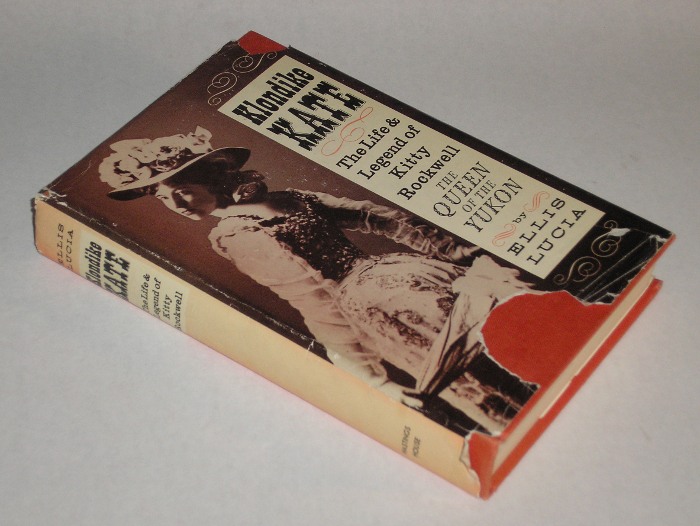 Klondike
KATE
The Life &
Legend of
Kitty
Rockwell
THE
QUEEN
OF THE
YUKON
by
ELLIS
LUCIA
ELLIS
LUCIA
Klondike
KATE
The Life &
Legend of
Kitty
Rockwell
HASTINGS
HOUSE